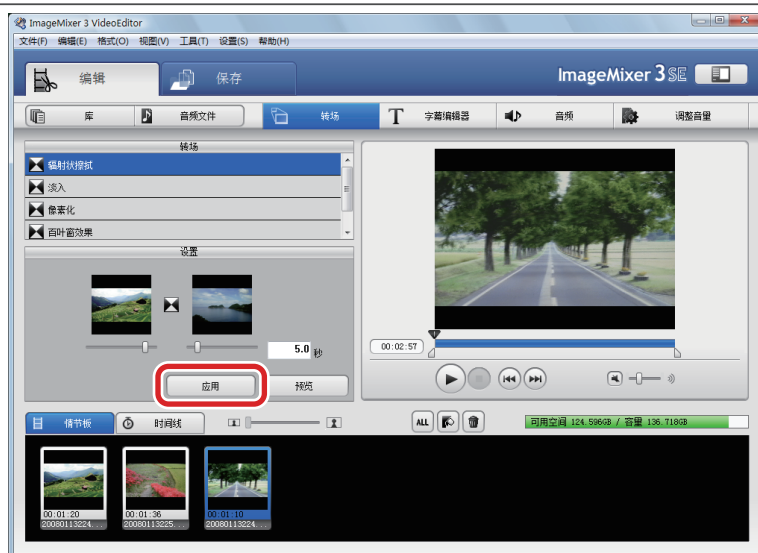 ImageMixer 3 VideoEditor
文件(F) 编辑(E) 格式(O) 视图(V) 工具(T) 设置(S) 帮助(H)
编辑 保存 ImageMixer 3 SE
库 音频文件 转场 T 字幕编辑器 音频 调整音量
转场
辐射状擦拭
淡入
像素化
百叶窗效果
设置
5.0 秒
00:02:57
应用 预览
情节板 时间线 ALL 可用空间 124.596GB / 容量 136.718GB
00:01:20 00:01:36 00:01:10
20080113224... 20080113225... 20080113224...